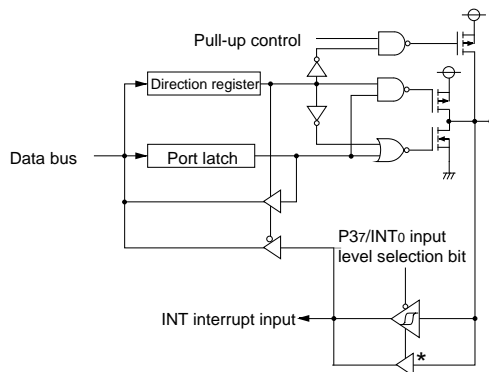 Pull-up control
Direction register
Data bus
Port latch
P37/INT0 input
level selection bit
INT interrupt input
*